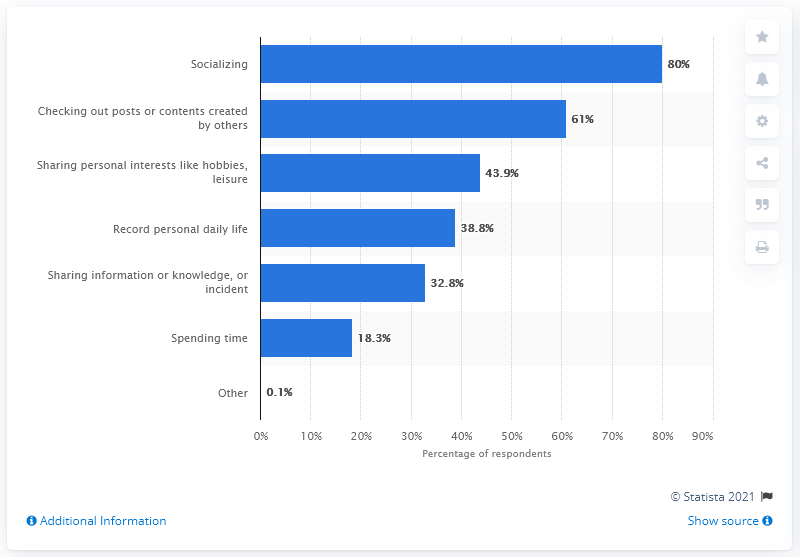 Socializing
80%
Checking out posts or contents created
by others
61%
Sharing personal interests like hobbies,
leisure
43.9%
Record personal daily life
38.8%
Sharing information or knowledge, or
incident
32.8%
Spending time
18.3%
Other
0.1%
0% 10% 20% 30% 40% 50% 60% 70% 80% 90%
Percentage of respondents
© Statista 2021
Additional Information
Show source